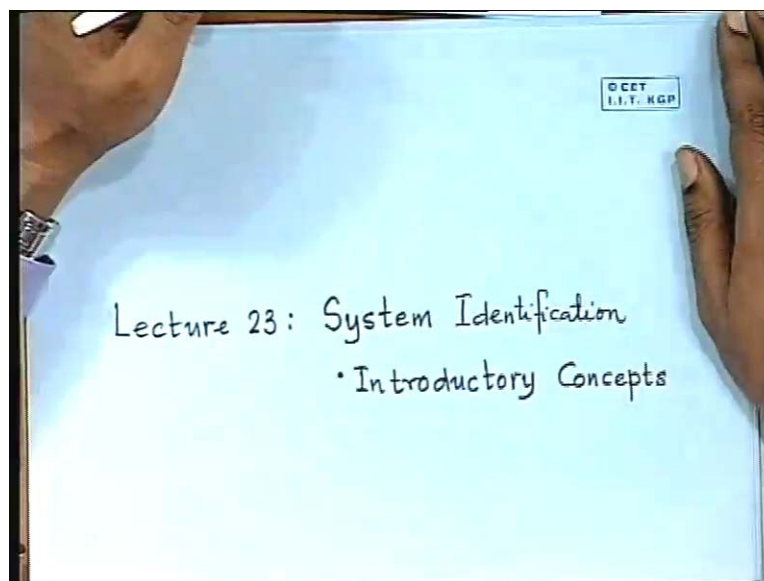 © CET
I.I.T. KGP
Lecture 23: System Identification
• Introductory Concepts